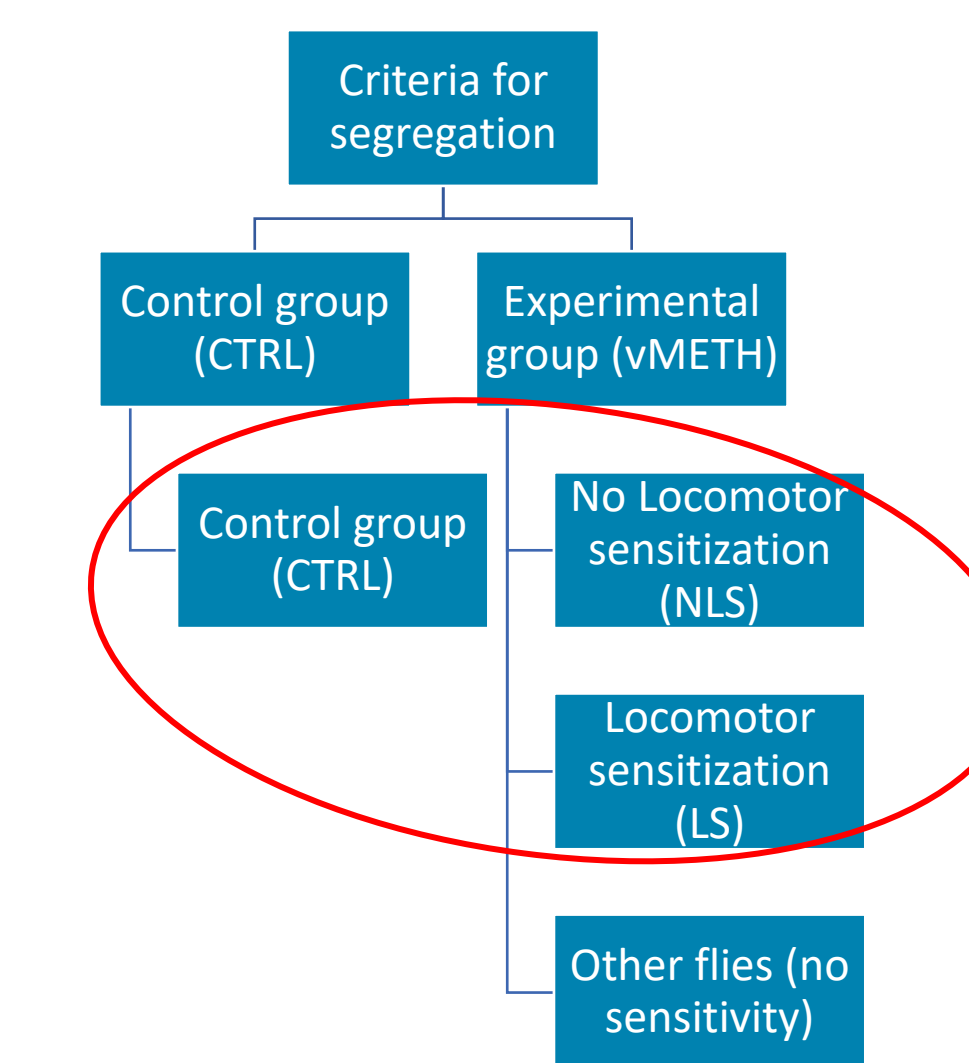 Criteria for
segregation
Control group
(CTRL)
Experimental
group (vMETH)
Control group
(CTRL)
No Locomotor
sensitization
(NLS)
Locomotor
sensitization
(LS)
Other flies (no
sensitivity)